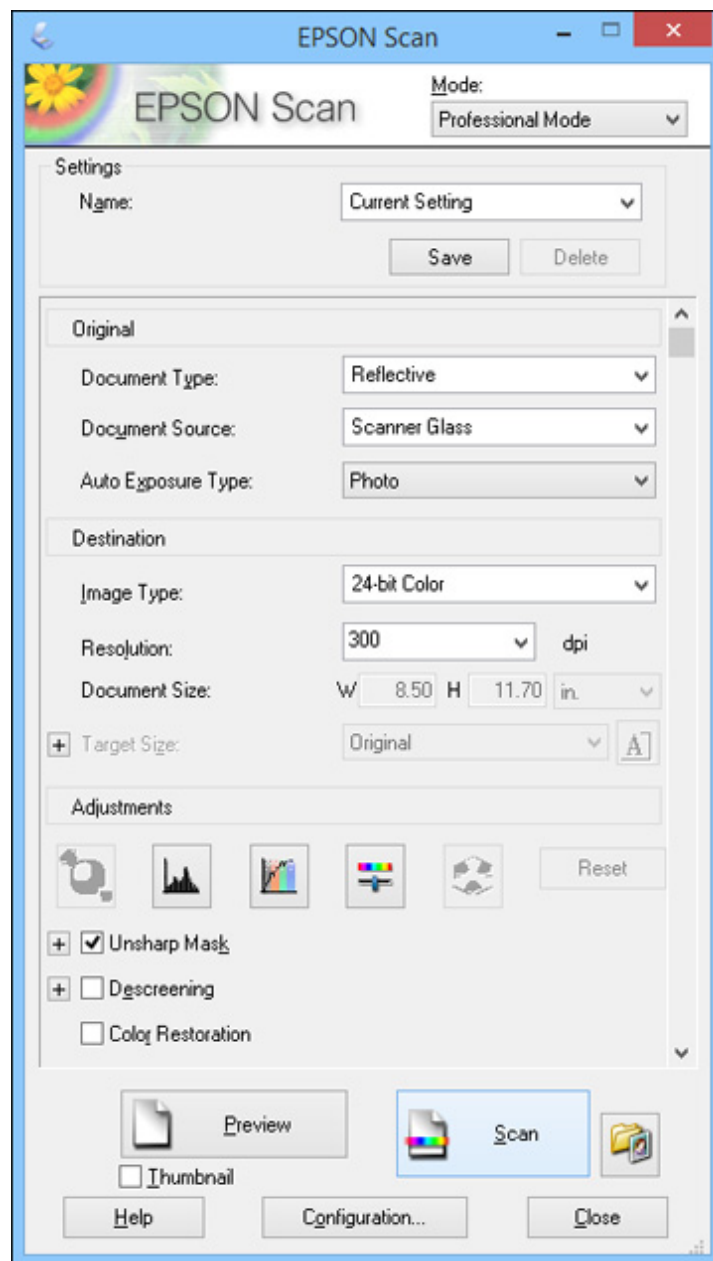 EPSON Scan
EPSON Scan
Mode:
Professional Mode
Settings
Name: Current Setting
Save Delete
Original
Document Type: Reflective
Document Source: Scanner Glass
Auto Exposure Type: Photo
Destination
Image Type: 24-bit Color
Resolution: 300 dpi
Document Size: W 8.50 H 11.70 in.
+ Target Size: Original A
Adjustments
Reset
+ Unsharp Mask
+ Descreening
Color Restoration
Preview Scan
Thumbnail
Help Configuration... Close